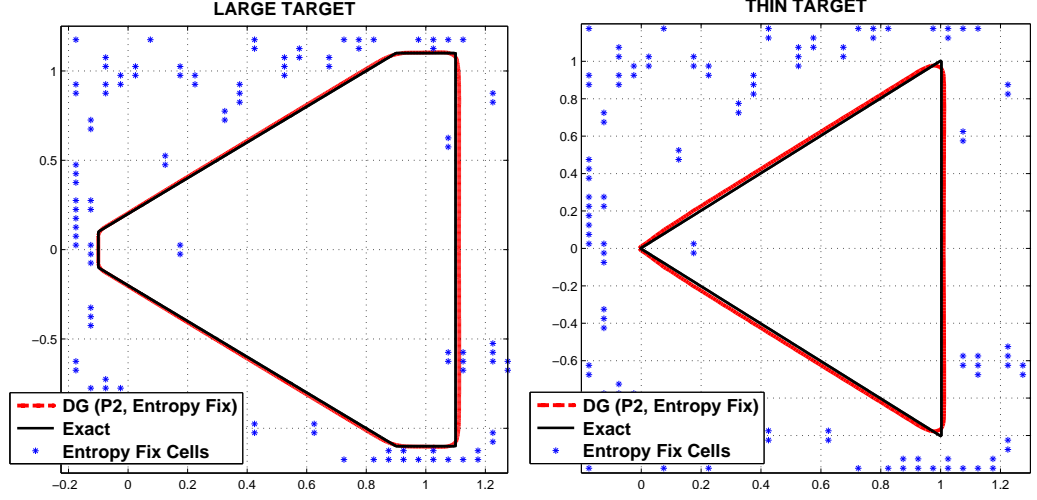 LARGE TARGET
THIN TARGET
1
0.5
0
−0.5
−0.2 0 0.2 0.4 0.6 0.8 1 1.2
DG (P2, Entropy Fix)
Exact
Entropy Fix Cells
1
0.8
0.6
0.4
0.2
0
−0.2
−0.4
−0.6
0 0.2 0.4 0.6 0.8 1 1.2
DG (P2, Entropy Fix)
Exact
Entropy Fix Cells